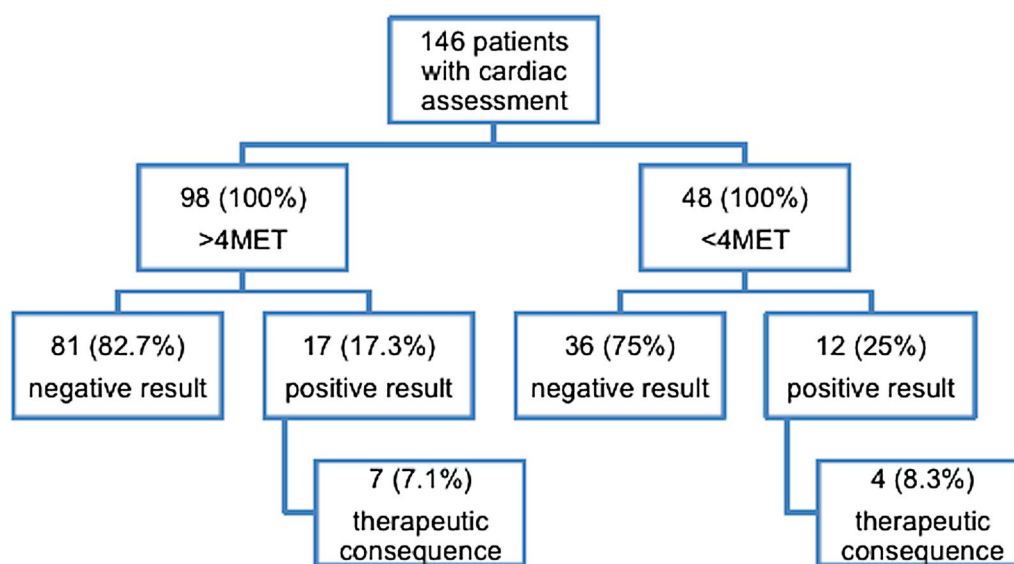 146 patients
with cardiac
assessment
98 (100%)
>4MET
48 (100%)
<4MET
81 (82.7%)
negative result
17 (17.3%)
positive result
36 (75%)
negative result
12 (25%)
positive result
7 (7.1%)
therapeutic
consequence
4 (8.3%)
therapeutic
consequence